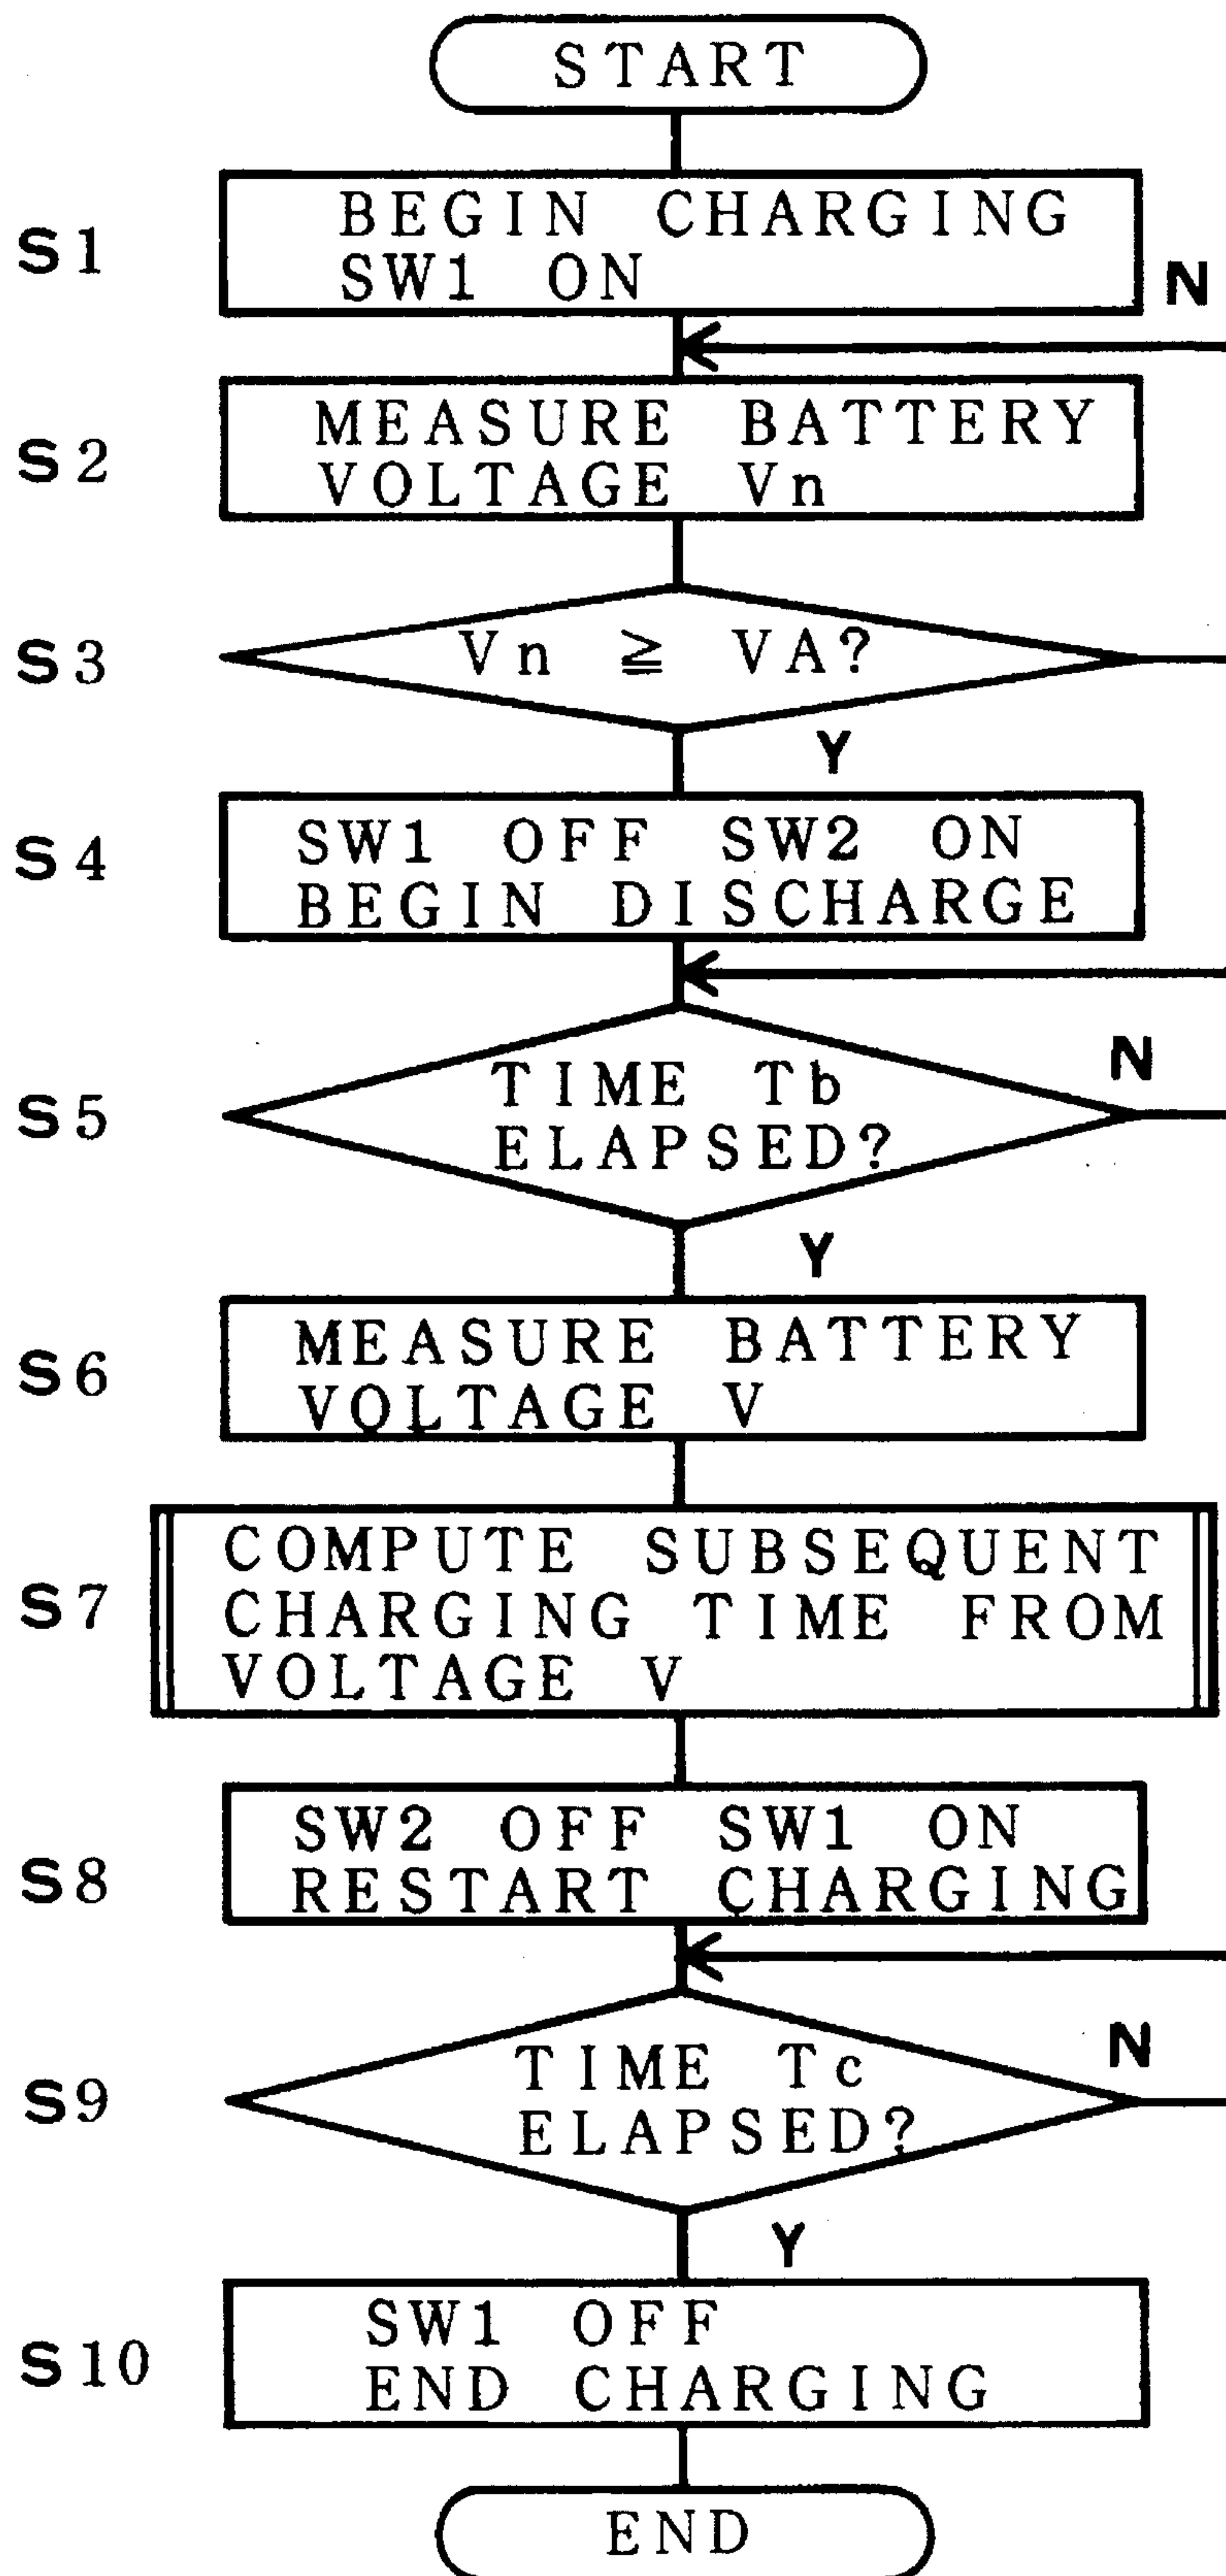 START
S1
BEGIN CHARGING
SW1 ON
N
S2
MEASURE BATTERY
VOLTAGE Vn
S3
Vn ≧ VA?
Y
S4
SW1 OFF SW2 ON
BEGIN DISCHARGE
S5
TIME Tb
ELAPSED?
N
Y
S6
MEASURE BATTERY
VOLTAGE V
S7
COMPUTE SUBSEQUENT
CHARGING TIME FROM
VOLTAGE V
S8
SW2 OFF SW1 ON
RESTART CHARGING
S9
TIME Tc
ELAPSED?
N
Y
S10
SW1 OFF
END CHARGING
END